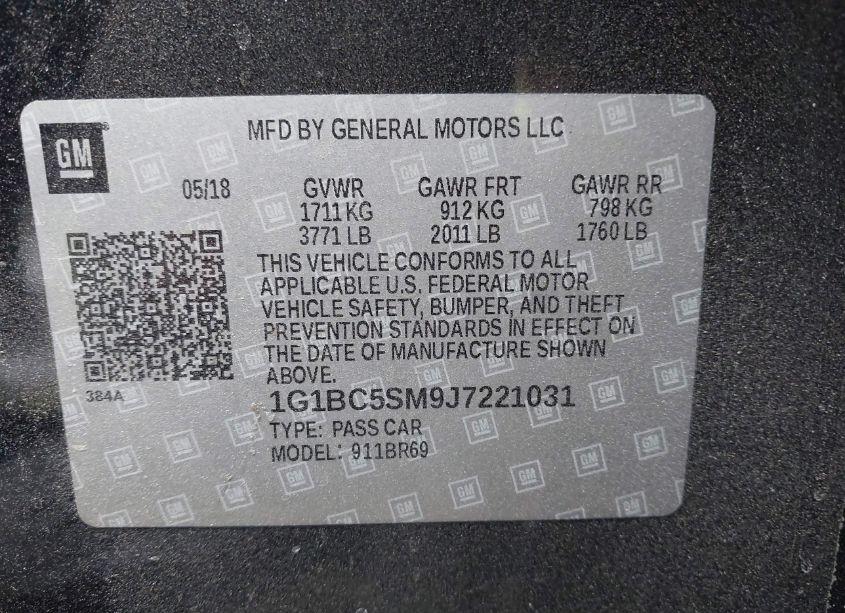 GM
MFD BY GENERAL MOTORS LLC
05/18 GVWR GAWR FRT GAWR RR
1711 KG 912 KG 798 KG
3771 LB 2011 LB 1760 LB
THIS VEHICLE CONFORMS TO ALL
APPLICABLE U.S. FEDERAL MOTOR
VEHICLE SAFETY, BUMPER, AND THEFT
PREVENTION STANDARDS IN EFFECT ON
THE DATE OF MANUFACTURE SHOWN
ABOVE.
384A
1G1BC5SM9J7221031
TYPE: PASS CAR
MODEL: 911BR69